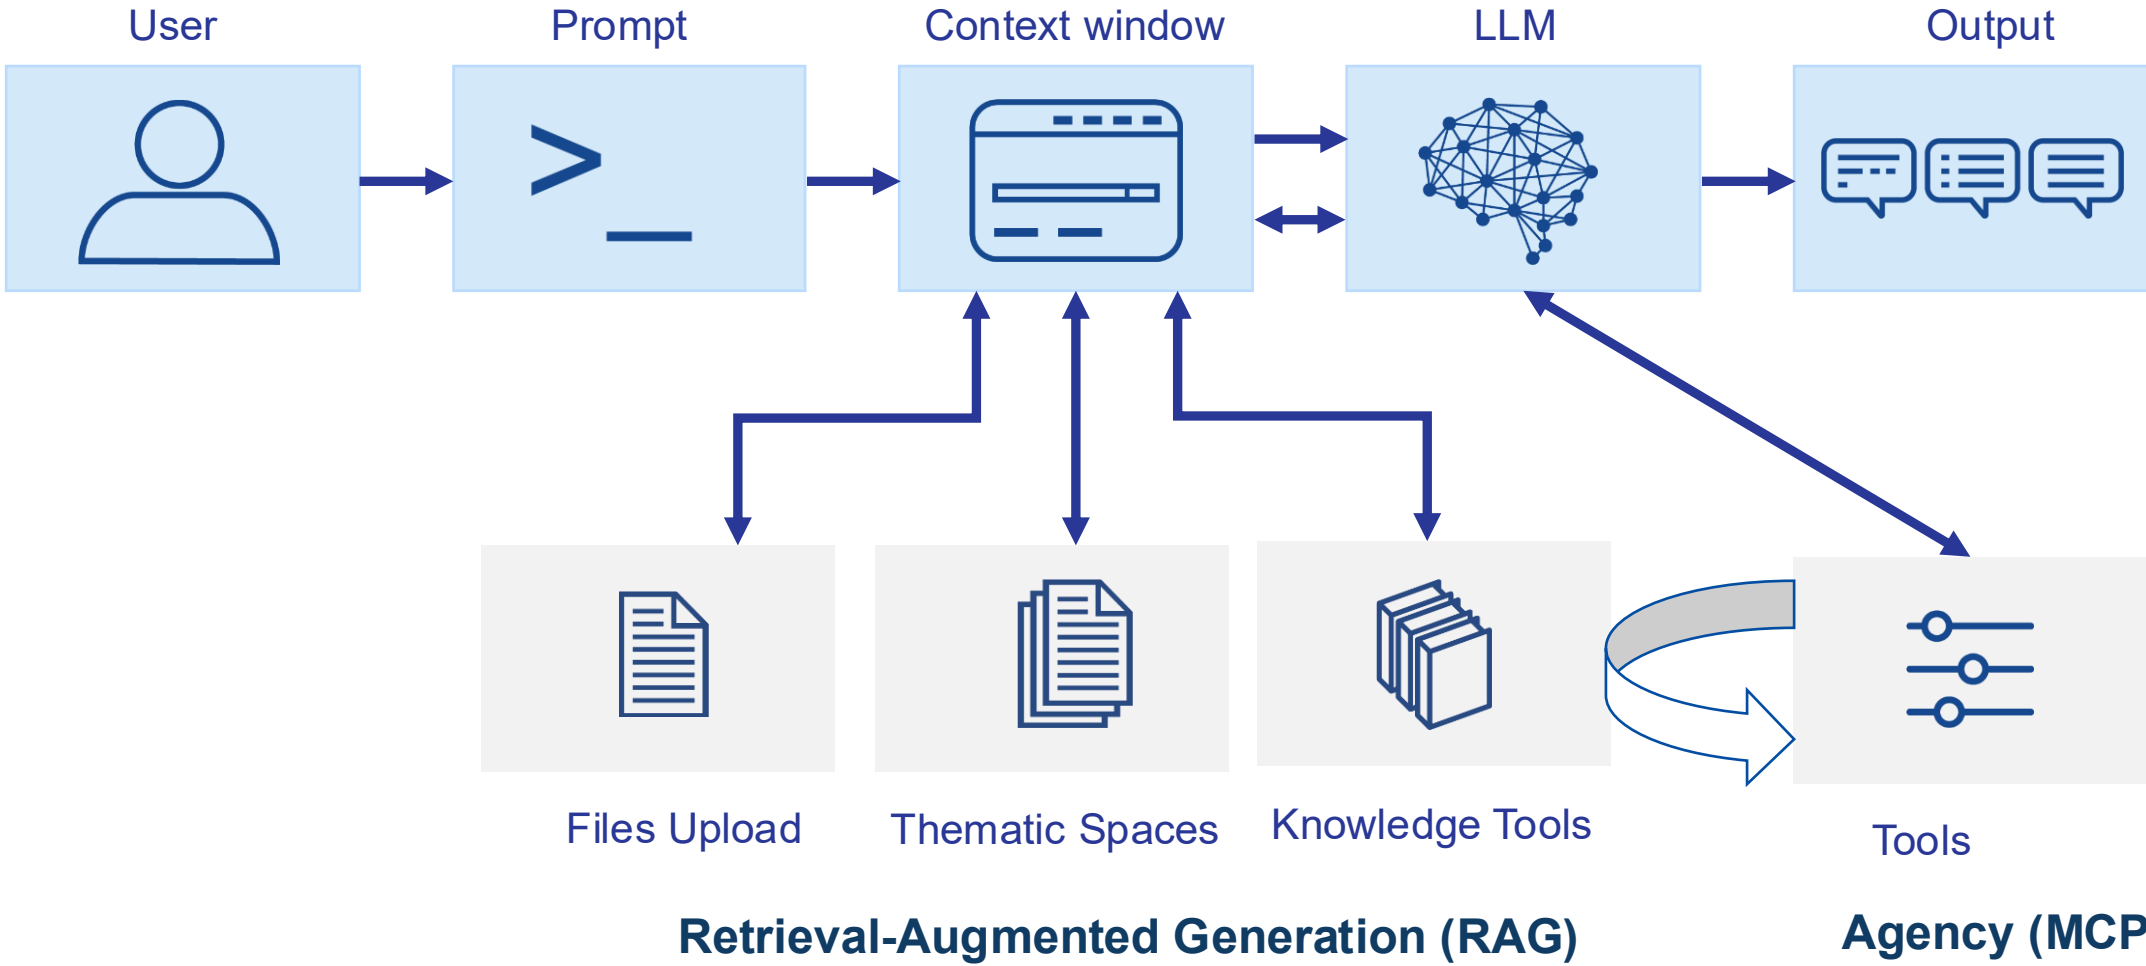 User
Prompt
Context window
LLM
Output
>_
Files Upload
Thematic Spaces
Knowledge Tools
Tools
Retrieval-Augmented Generation (RAG)
Agency (MCP